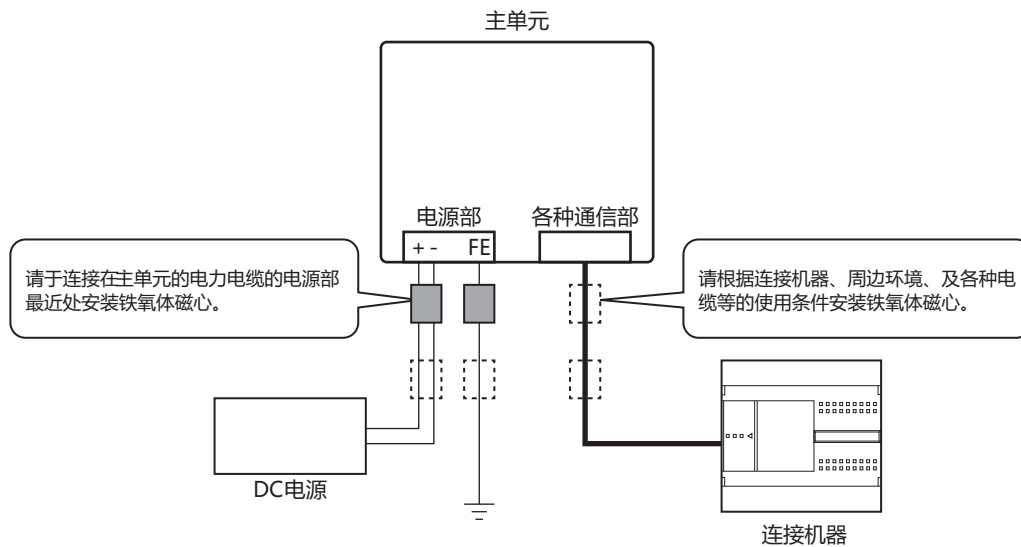 主单元
电源部
各种通信部
+ -
FE
请于连接在主单元的电力电缆的电源部
最近处安装铁氧体磁心。
请根据连接机器、周边环境、及各种电
缆等的使用条件安装铁氧体磁心。
DC电源
连接机器